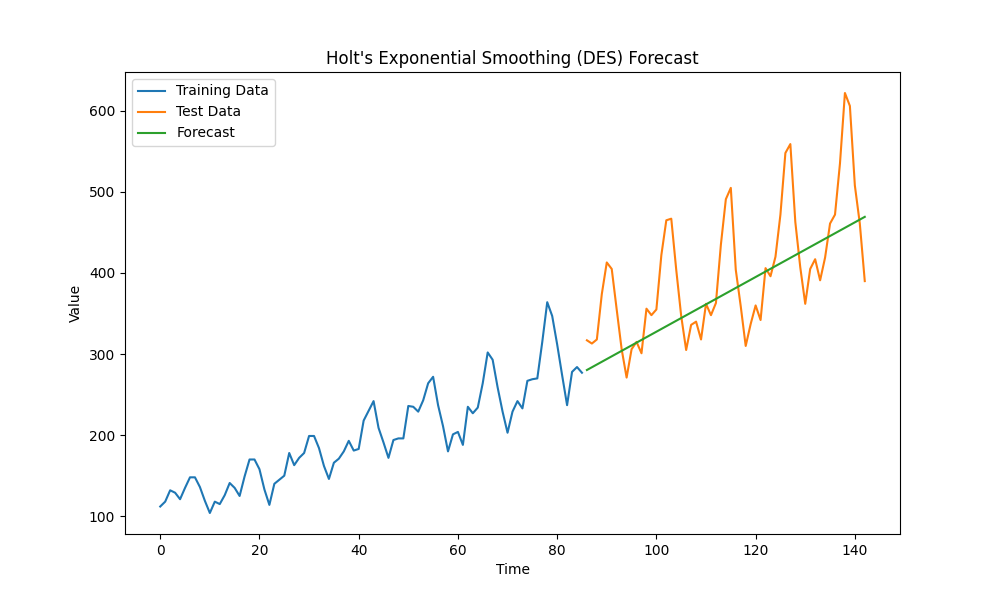 Holt's Exponential Smoothing (DES) Forecast
Training Data
Test Data
Forecast
600
500
400
300
200
100
Value
0 20 40 60 80 100 120 140
Time